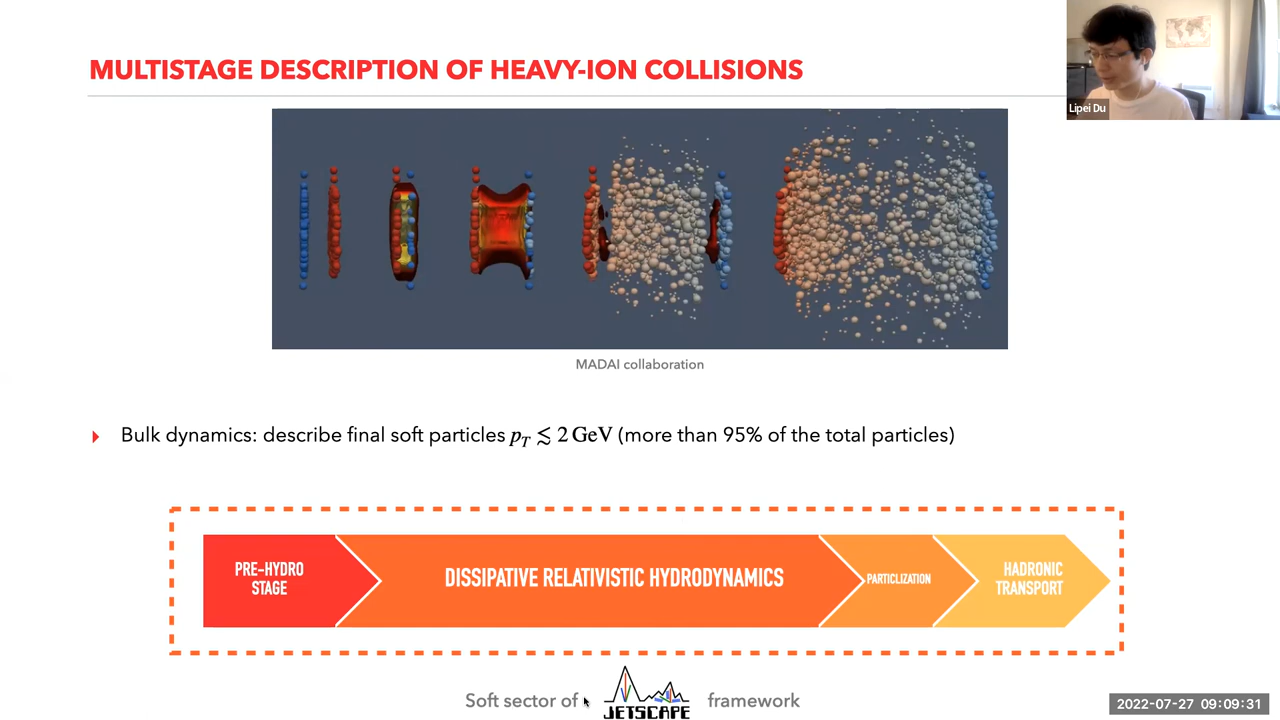 MULTISTAGE DESCRIPTION OF HEAVY-ION COLLISIONS
Lipei Du
MADAI collaboration
Bulk dynamics: describe final soft particles p_T ≲ 2 GeV (more than 95% of the total particles)
PRE-HYDRO
STAGE
DISSIPATIVE RELATIVISTIC HYDRODYNAMICS
PARTICLIZATION
HADRONIC
TRANSPORT
Soft sector of JETSCAPE framework
2022-07-27 09:09:31